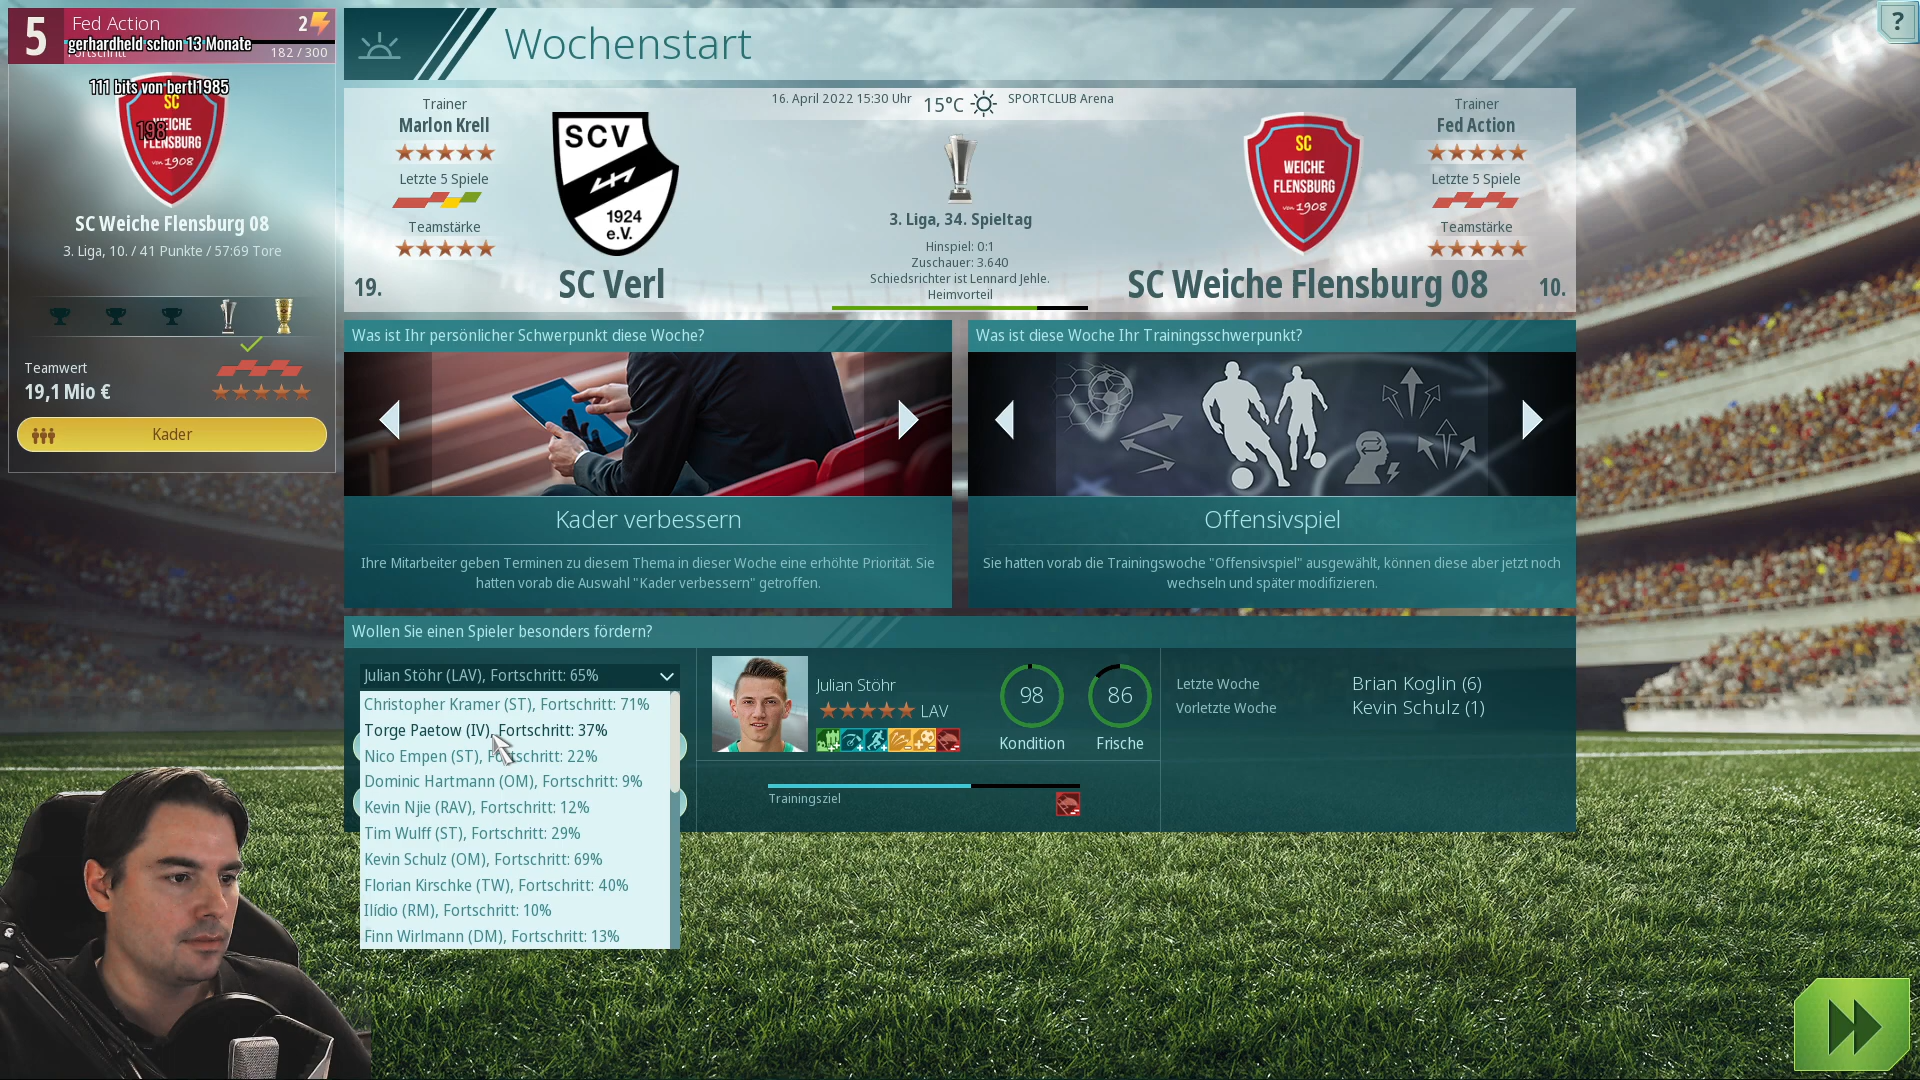 5
Fed Action
2
gerhardheld schon 13 Monate
182 / 300
111 bits von bertl1985
SC
WEICHE
FLENSBURG
von 1908
198
SC Weiche Flensburg 08
3. Liga, 10. / 41 Punkte / 57:69 Tore
Teamwert
19,1 Mio €
Kader
Wochenstart
?
16. April 2022 15:30 Uhr
15°C
SPORTCLUB Arena
Trainer
Marlon Krell
Letzte 5 Spiele
Teamstärke
19.
SCV
1924
e.V.
SC Verl
3. Liga, 34. Spieltag
Hinspiel: 0:1
Zuschauer: 3.640
Schiedsrichter ist Lennard Jehle.
Heimvorteil
SC
WEICHE
FLENSBURG
von 1908
SC Weiche Flensburg 08
Trainer
Fed Action
Letzte 5 Spiele
Teamstärke
10.
Was ist Ihr persönlicher Schwerpunkt diese Woche?
Kader verbessern
Ihre Mitarbeiter geben Terminen zu diesem Thema in dieser Woche eine erhöhte Priorität. Sie
hatten vorab die Auswahl "Kader verbessern" getroffen.
Was ist diese Woche Ihr Trainingsschwerpunkt?
Offensivspiel
Sie hatten vorab die Trainingswoche "Offensivspiel" ausgewählt, können diese aber jetzt noch
wechseln und später modifizieren.
Wollen Sie einen Spieler besonders fördern?
Julian Stöhr (LAV), Fortschritt: 65%
Christopher Kramer (ST), Fortschritt: 71%
Torge Paetow (IV), Fortschritt: 37%
Nico Empen (ST), Fortschritt: 22%
Dominic Hartmann (OM), Fortschritt: 9%
Kevin Njie (RAV), Fortschritt: 12%
Tim Wulff (ST), Fortschritt: 29%
Kevin Schulz (OM), Fortschritt: 69%
Florian Kirschke (TW), Fortschritt: 40%
Ilídio (RM), Fortschritt: 10%
Finn Wirlmann (DM), Fortschritt: 13%
Julian Stöhr
LAV
98
Kondition
86
Frische
Trainingsziel
Letzte Woche
Brian Koglin (6)
Vorletzte Woche
Kevin Schulz (1)